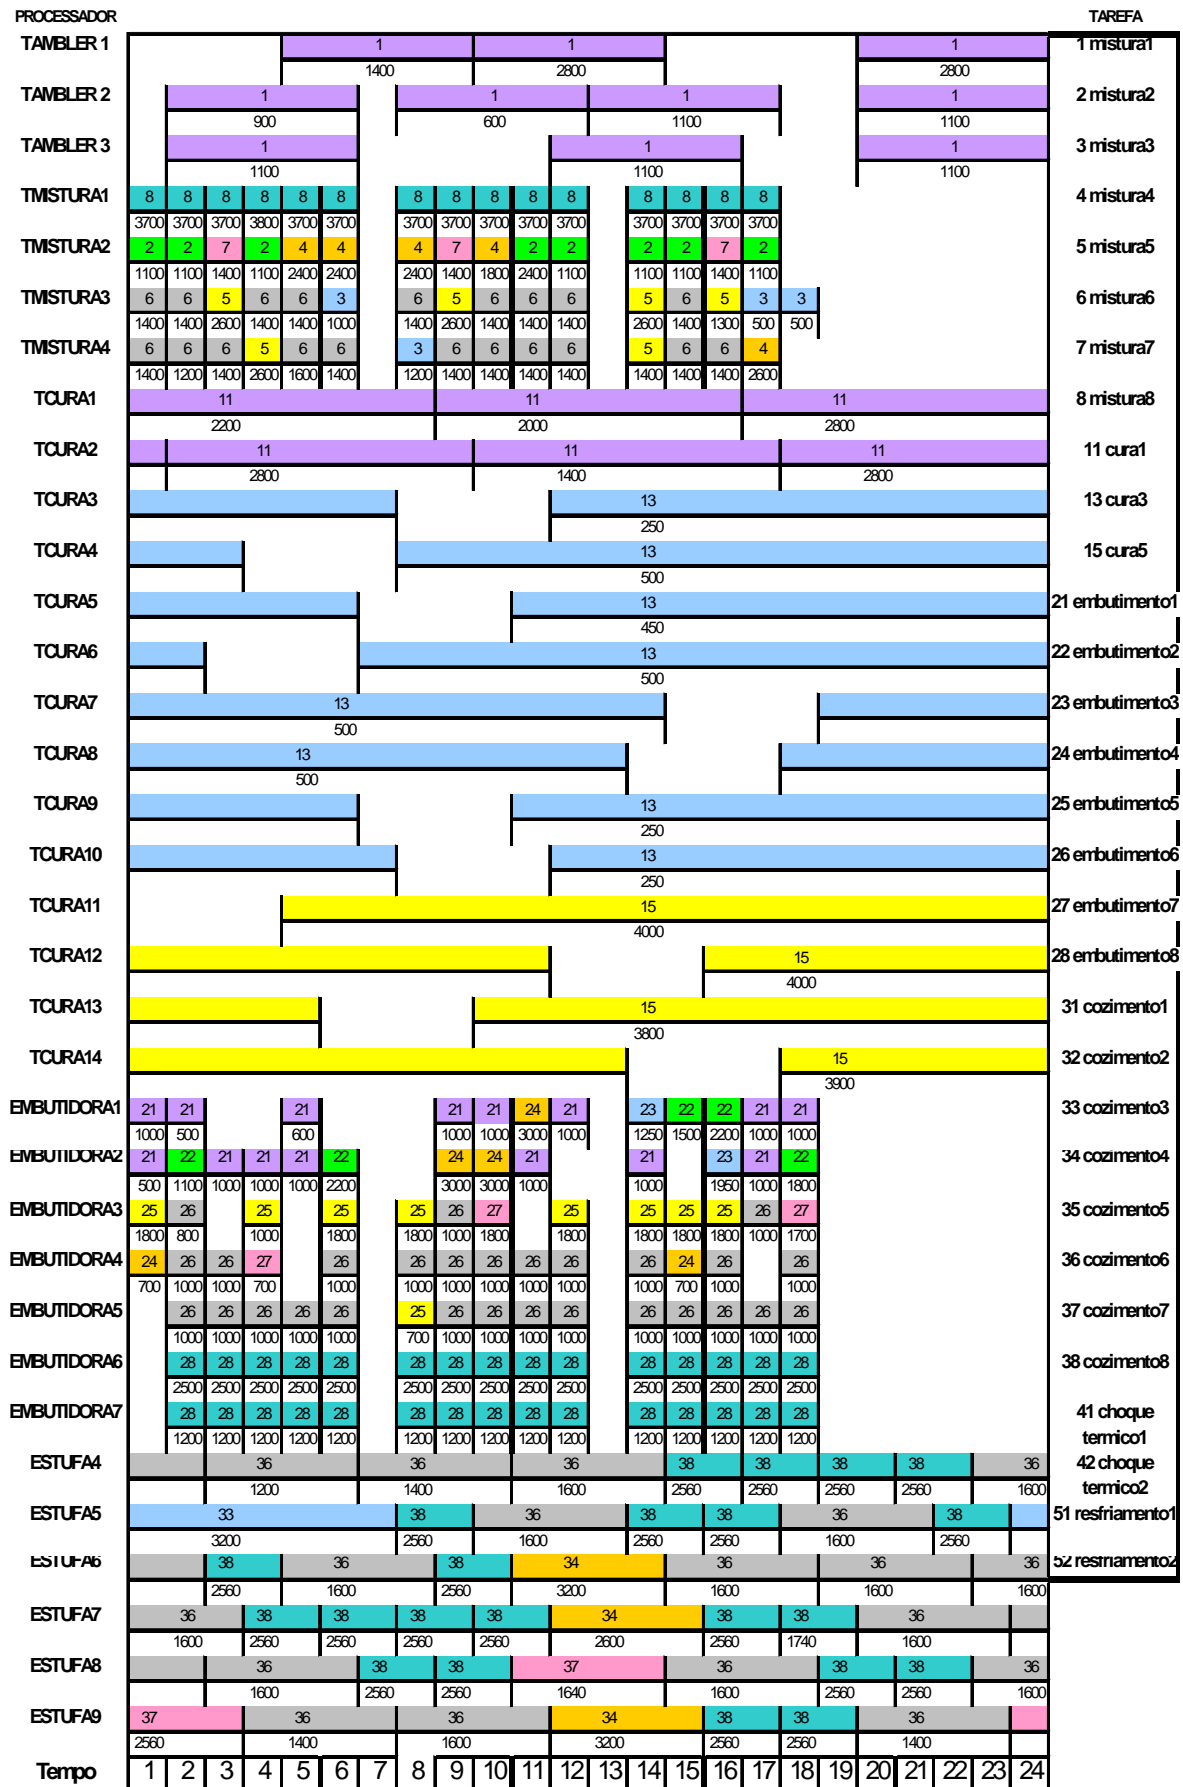 PROCESSADOR TAREFA
TAMBLER 1 1 1 1 1 mistura1
1400 2800 2800
TAMBLER 2 1 1 1 1 2 mistura2
900 600 1100 1100
TAMBLER 3 1 1 1 3 mistura3
1100 1100 1100
TMISTURA1 8 8 8 8 8 8 8 8 8 8 8 8 8 8 8 4 mistura4
3700 3700 3700 3800 3700 3700 3700 3700 3700 3700 3700 3700 3700 3700 3700
TMISTURA2 2 2 7 2 4 4 4 7 4 2 2 2 2 7 2 5 mistura5
1100 1100 1400 1100 2400 2400 2400 1400 1800 2400 1100 1100 1100 1400 1100
TMISTURA3 6 6 5 6 6 3 6 5 6 6 6 5 6 5 3 3 6 mistura6
1400 1400 2600 1400 1400 1000 1400 2600 1400 1400 1400 2600 1400 1300 500 500
TMISTURA4 6 6 6 5 6 6 3 6 6 6 6 5 6 6 4 7 mistura7
1400 1200 1400 2600 1600 1400 1200 1400 1400 1400 1400 1400 1400 1400 2600
TCURA1 11 11 11 8 mistura8
2200 2000 2800
TCURA2 11 11 11 11 cura1
2800 1400 2800
TCURA3 13 13 cura3
250
TCURA4 13 15 cura5
500
TCURA5 13 21 embutimento1
450
TCURA6 13 22 embutimento2
500
TCURA7 13 23 embutimento3
500
TCURA8 13 24 embutimento4
500
TCURA9 13 25 embutimento5
250
TCURA10 13 26 embutimento6
250
TCURA11 15 27 embutimento7
4000
TCURA12 15 28 embutimento8
4000
TCURA13 15 31 cozimento1
3800
TCURA14 15 32 cozimento2
3900
EMBUTIDORA1 21 21 21 21 21 24 21 23 22 22 21 21 33 cozimento3
1000 500 600 1000 1000 3000 1000 1250 1500 2200 1000 1000
EMBUTIDORA2 21 22 21 21 21 22 24 24 21 21 23 21 22 34 cozimento4
500 1100 1000 1000 1000 2200 3000 3000 1000 1000 1950 1000 1800
EMBUTIDORA3 25 26 25 25 25 26 27 25 25 25 25 26 27 35 cozimento5
1800 800 1000 1800 1800 1000 1800 1800 1800 1800 1800 1000 1700
EMBUTIDORA4 24 26 26 27 26 26 26 26 26 26 26 24 26 26 36 cozimento6
700 1000 1000 700 1000 1000 1000 1000 1000 1000 1000 700 1000 1000
EMBUTIDORA5 26 26 26 26 26 25 26 26 26 26 26 26 26 26 26 37 cozimento7
1000 1000 1000 1000 1000 700 1000 1000 1000 1000 1000 1000 1000 1000 1000
EMBUTIDORA6 28 28 28 28 28 28 28 28 28 28 28 28 28 28 28 38 cozimento8
2500 2500 2500 2500 2500 2500 2500 2500 2500 2500 2500 2500 2500 2500 2500
EMBUTIDORA7 28 28 28 28 28 28 28 28 28 28 28 28 28 28 28 41 choque
1200 1200 1200 1200 1200 1200 1200 1200 1200 1200 1200 1200 1200 1200 1200 termico1
ESTUFA4 36 36 36 38 38 38 38 36 42 choque
1200 1400 1600 2560 2560 2560 2560 1600 termico2
ESTUFA5 33 38 36 38 38 36 38 51 resfriamento1
3200 2560 1600 2560 2560 1600 2560
ESTUFA6 38 36 38 34 36 36 36 52 resfriamento2
2560 1600 2560 3200 1600 1600 1600
ESTUFA7 36 38 38 38 38 34 38 38 36
1600 2560 2560 2560 2560 2600 2560 1740 1600
ESTUFA8 36 38 38 37 36 38 38 36
1600 2560 2560 1640 1600 2560 2560 1600
ESTUFA9 37 36 36 34 38 38 36
2560 1400 1600 3200 2560 2560 1400
Tempo 1 2 3 4 5 6 7 8 9 10 11 12 13 14 15 16 17 18 19 20 21 22 23 24